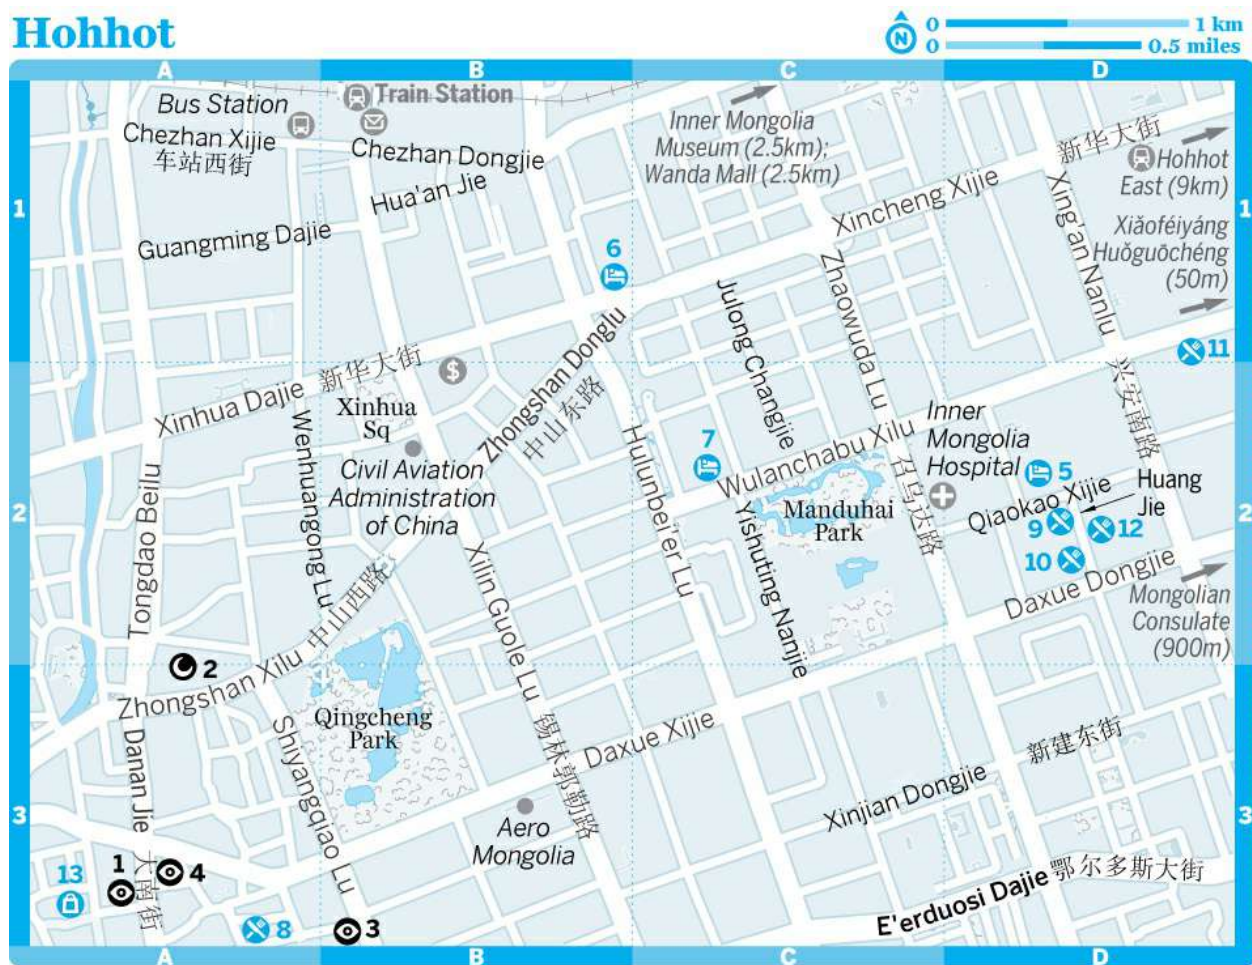 Hohhot
N
0
1 km
0
0.5 miles
A
B
C
D
Bus Station
Train Station
Chezhan Xijie
车站西街
Chezhan Dongjie
Hua'an Jie
Guangming Dajie
Inner Mongolia
Museum (2.5km);
Wanda Mall (2.5km)
新华大街
Hohhot
East (9km)
Xincheng Xijie
Xing'an Nanlu
Xiǎoféiyáng
Huǒguōchéng
(50m)
1
1
6
Julong Changjie
Zhaowuda Lu
11
Zhongshan Donglu
中山东路
$
新华大街
Xinhua Dajie
Xinhua
Sq
Wenhuangong Lu
Civil Aviation
Administration
of China
Hulunbei'er Lu
7
Wulanchabu Xilu
Inner
Mongolia
Hospital
兴安南路
5
Huang
Jie
Qiaokao Xijie
9
12
10
召乌达路
Manduhai
Park
Yishuting Nanjie
2
2
Tongdao Beilu
Xilin Guole Lu
中山西路
Daxue Dongjie
Mongolian
Consulate
(900m)
2
Zhongshan Xilu
Qingcheng
Park
Danan Jie
Shiyangqiao Lu
锡林郭勒路
Daxue Xijie
新建东街
Xinjian Dongjie
3
3
Aero
Mongolia
1
4
大南街
13
8
3
E'erduosi Dajie
鄂尔多斯大街
A
B
C
D